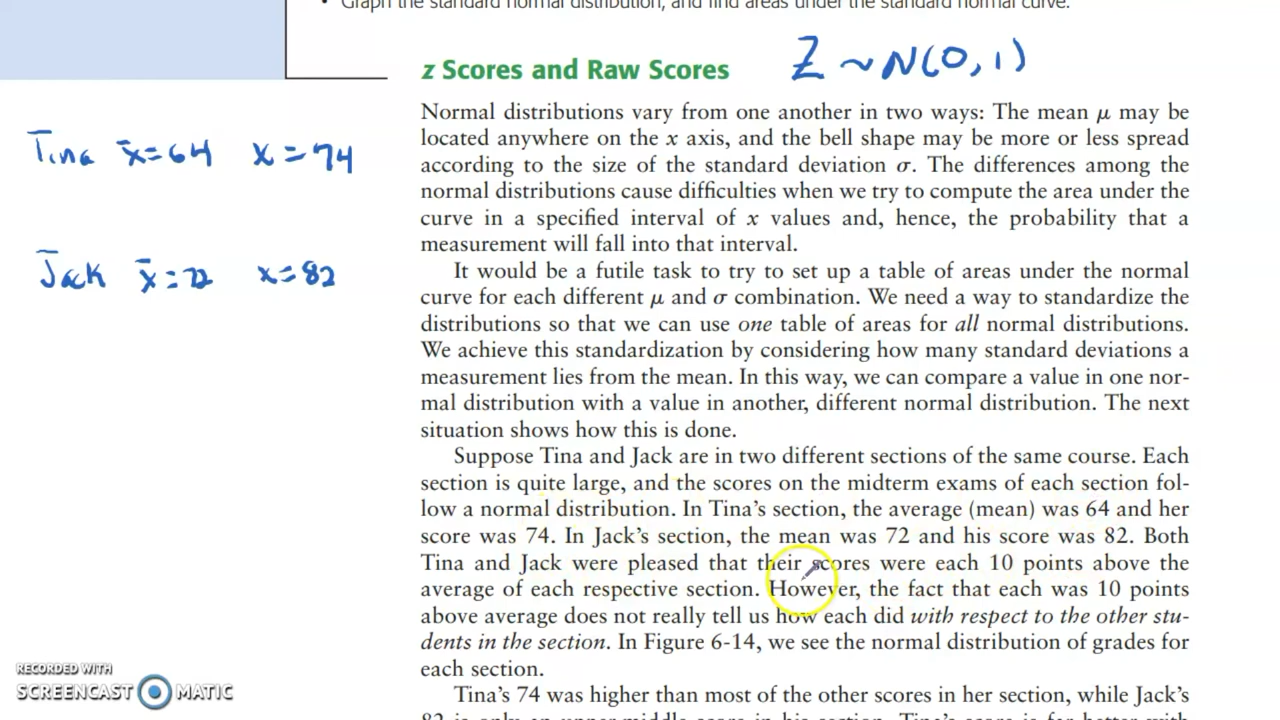 • Graph the standard normal distribution, and find areas under the standard normal curve.
z Scores and Raw Scores
Z ~ N(0, 1)
Normal distributions vary from one another in two ways: The mean μ may be
located anywhere on the x axis, and the bell shape may be more or less spread
according to the size of the standard deviation σ. The differences among the
normal distributions cause difficulties when we try to compute the area under the
curve in a specified interval of x values and, hence, the probability that a
measurement will fall into that interval.
It would be a futile task to try to set up a table of areas under the normal
curve for each different μ and σ combination. We need a way to standardize the
distributions so that we can use one table of areas for all normal distributions.
We achieve this standardization by considering how many standard deviations a
measurement lies from the mean. In this way, we can compare a value in one nor-
mal distribution with a value in another, different normal distribution. The next
situation shows how this is done.
Suppose Tina and Jack are in two different sections of the same course. Each
section is quite large, and the scores on the midterm exams of each section fol-
low a normal distribution. In Tina's section, the average (mean) was 64 and her
score was 74. In Jack's section, the mean was 72 and his score was 82. Both
Tina and Jack were pleased that their scores were each 10 points above the
average of each respective section. However, the fact that each was 10 points
above average does not really tell us how each did with respect to the other stu-
dents in the section. In Figure 6-14, we see the normal distribution of grades for
each section.
Tina's 74 was higher than most of the other scores in her section, while Jack's
82 is only an upper-middle score in his section. Tina's score is far better with
Tina x̄=64 x=74
Jack x̄=72 x=82
RECORDED WITH
SCREENCAST MATIC